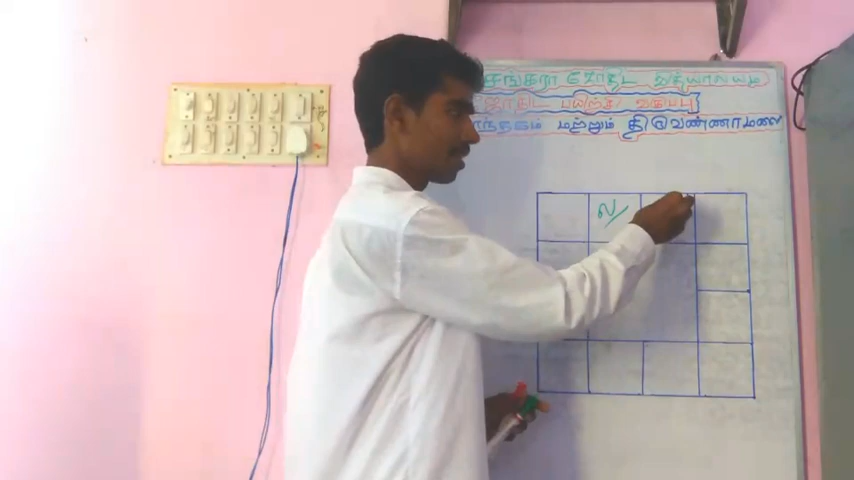 சங்கரா ஜோதிட வித்யாலயம்
ஜோதிட பயிற்சி வகுப்பு
மற்றும் திருவண்ணாமலை
ல/